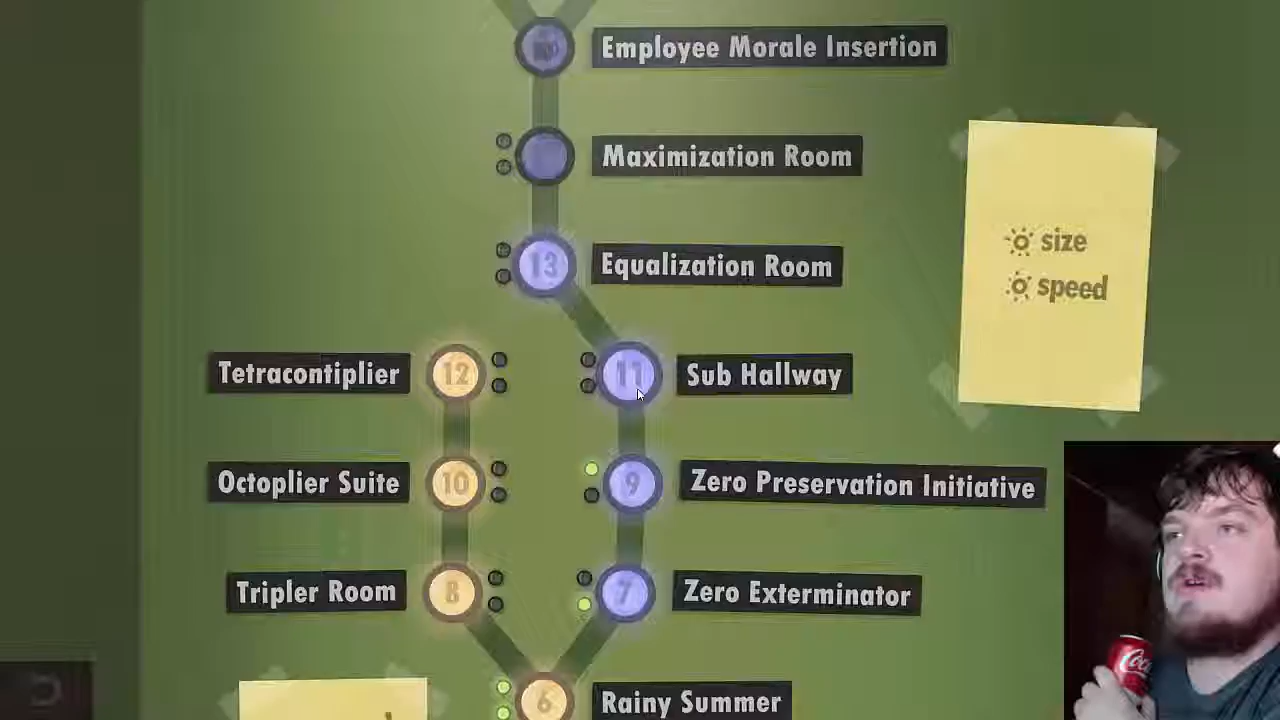 Employee Morale Insertion
Maximization Room
13
Equalization Room
size
speed
Tetracontiplier
12
11
Sub Hallway
Octoplier Suite
10
9
Zero Preservation Initiative
Tripler Room
8
7
Zero Exterminator
6
Rainy Summer